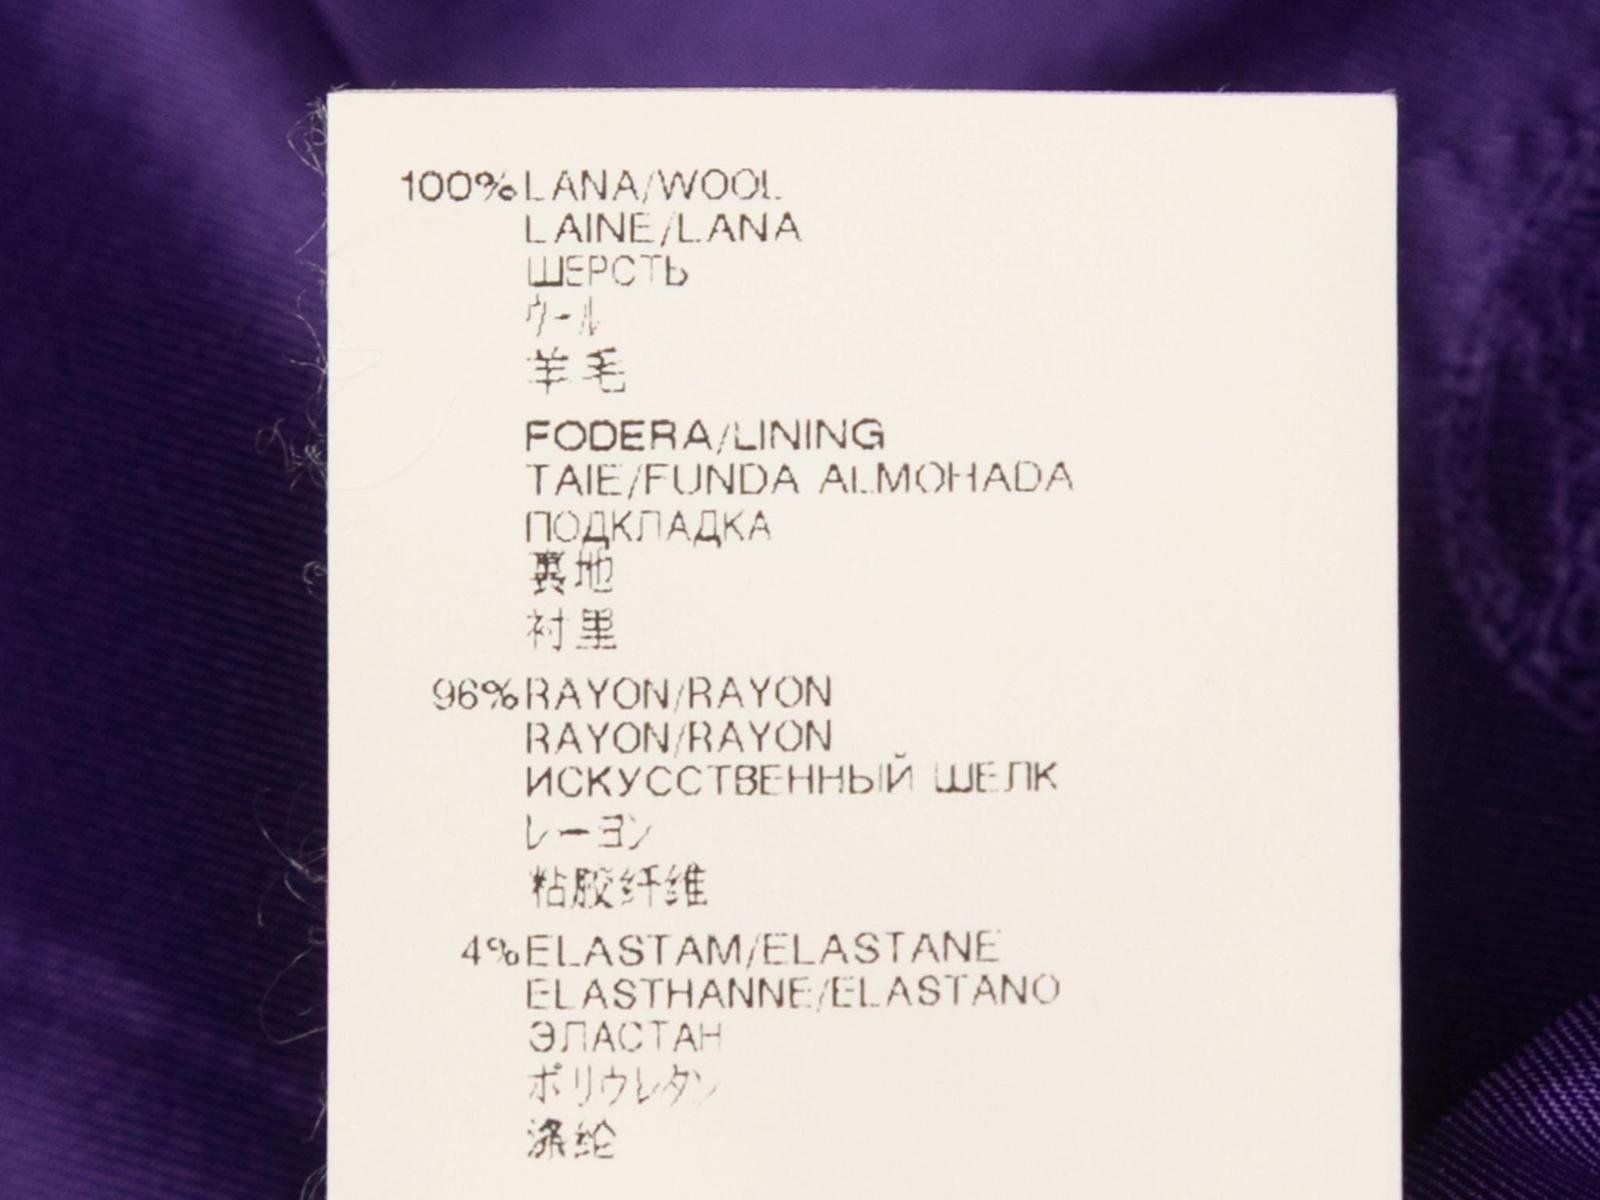 100% LANA/WOOL
LAINE/LANA
ШЕРСТЬ
ウール
羊毛
FODERA/LINING
TAIE/FUNDA ALMOHADA
ПОДКЛАДКА
裏地
衬里
96% RAYON/RAYON
RAYON/RAYON
ИСКУССТВЕННЫЙ ШЕЛК
レーヨン
粘胶纤维
4% ELASTAM/ELASTANE
ELASTHANNE/ELASTANO
ЭЛАСТАН
ポリウレタン
涤纶